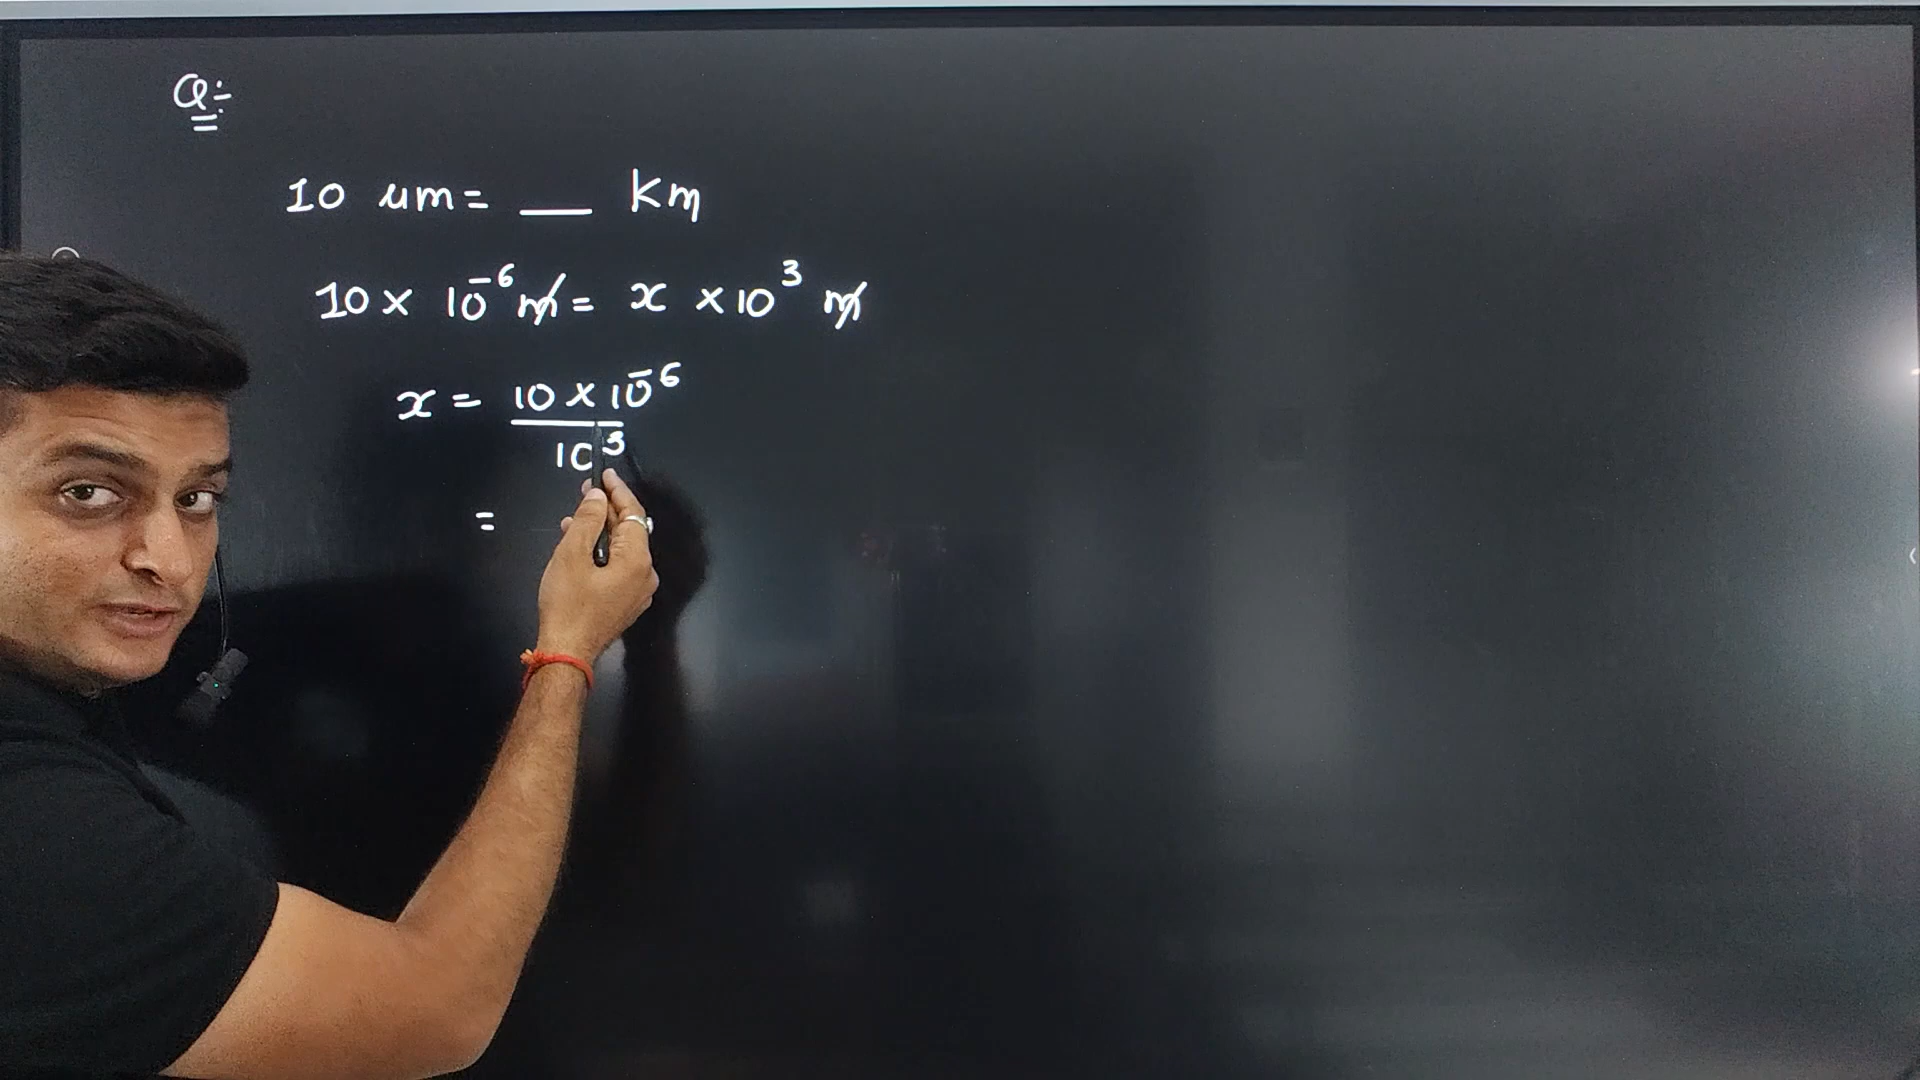 Q:-
10 um = __ Km
10 × 10⁻⁶ m = x × 10³ m
x = 10 × 10⁻⁶
10³
=